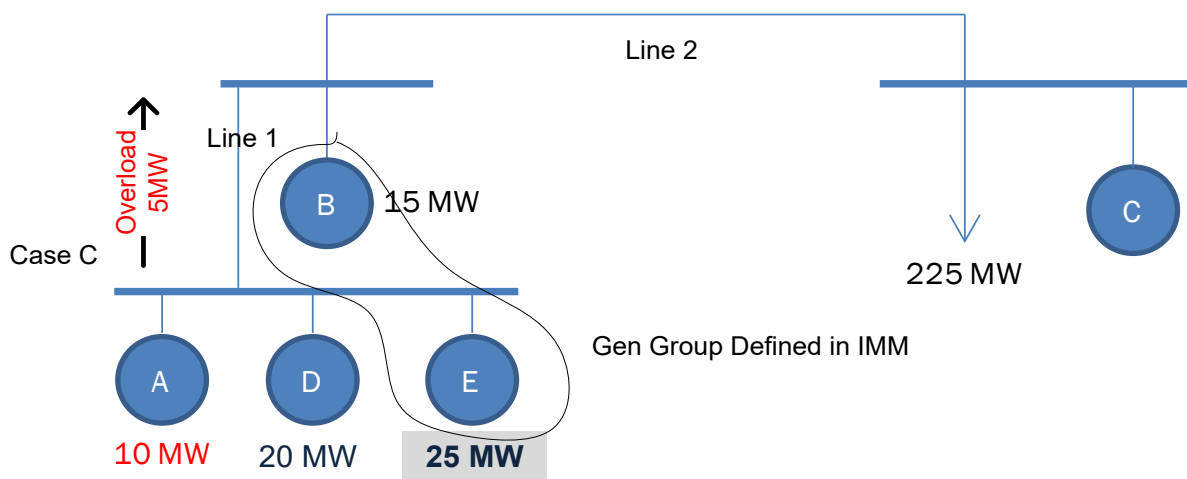 Line 2
Line 1
Overload
5MW
B
15 MW
C
Case C
225 MW
Gen Group Defined in IMM
A
D
E
10 MW
20 MW
25 MW